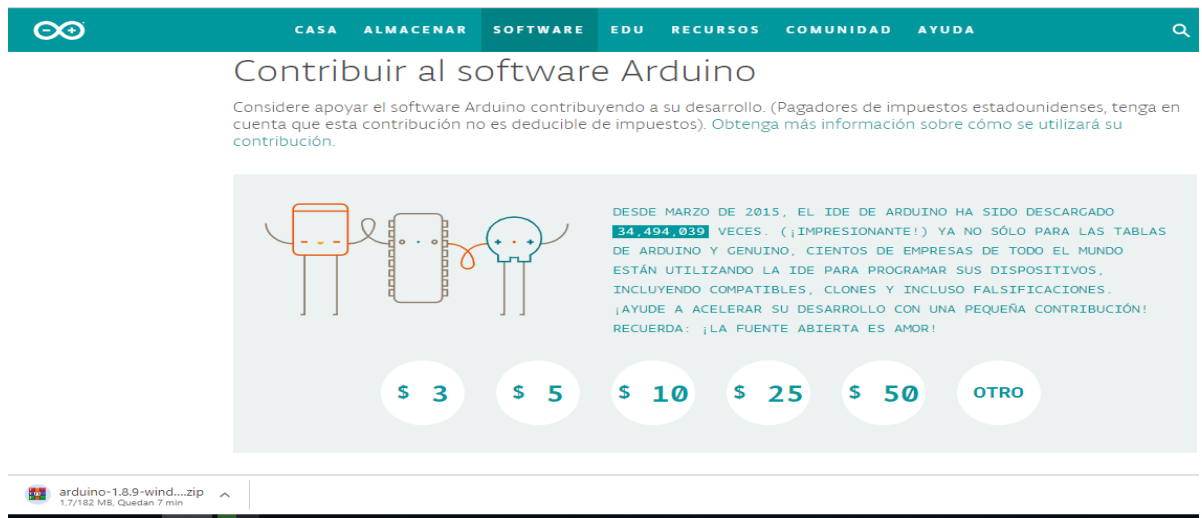 CASA ALMACENAR SOFTWARE EDU RECURSOS COMUNIDAD AYUDA
Contribuir al software Arduino
Considere apoyar el software Arduino contribuyendo a su desarrollo. (Pagadores de impuestos estadounidenses, tenga en
cuenta que esta contribución no es deducible de impuestos). Obtenga más información sobre cómo se utilizará su
contribución.
DESDE MARZO DE 2015, EL IDE DE ARDUINO HA SIDO DESCARGADO
34,494,039 VECES. (¡IMPRESIONANTE!) YA NO SÓLO PARA LAS TABLAS
DE ARDUINO Y GENUINO, CIENTOS DE EMPRESAS DE TODO EL MUNDO
ESTÁN UTILIZANDO LA IDE PARA PROGRAMAR SUS DISPOSITIVOS,
INCLUYENDO COMPATIBLES, CLONES Y INCLUSO FALSIFICACIONES.
¡AYUDE A ACELERAR SU DESARROLLO CON UNA PEQUEÑA CONTRIBUCIÓN!
RECUERDA: ¡LA FUENTE ABIERTA ES AMOR!
$ 3 $ 5 $ 10 $ 25 $ 50 OTRO
arduino-1.8.9-wind....zip
1,7/182 MB, Quedan 7 min